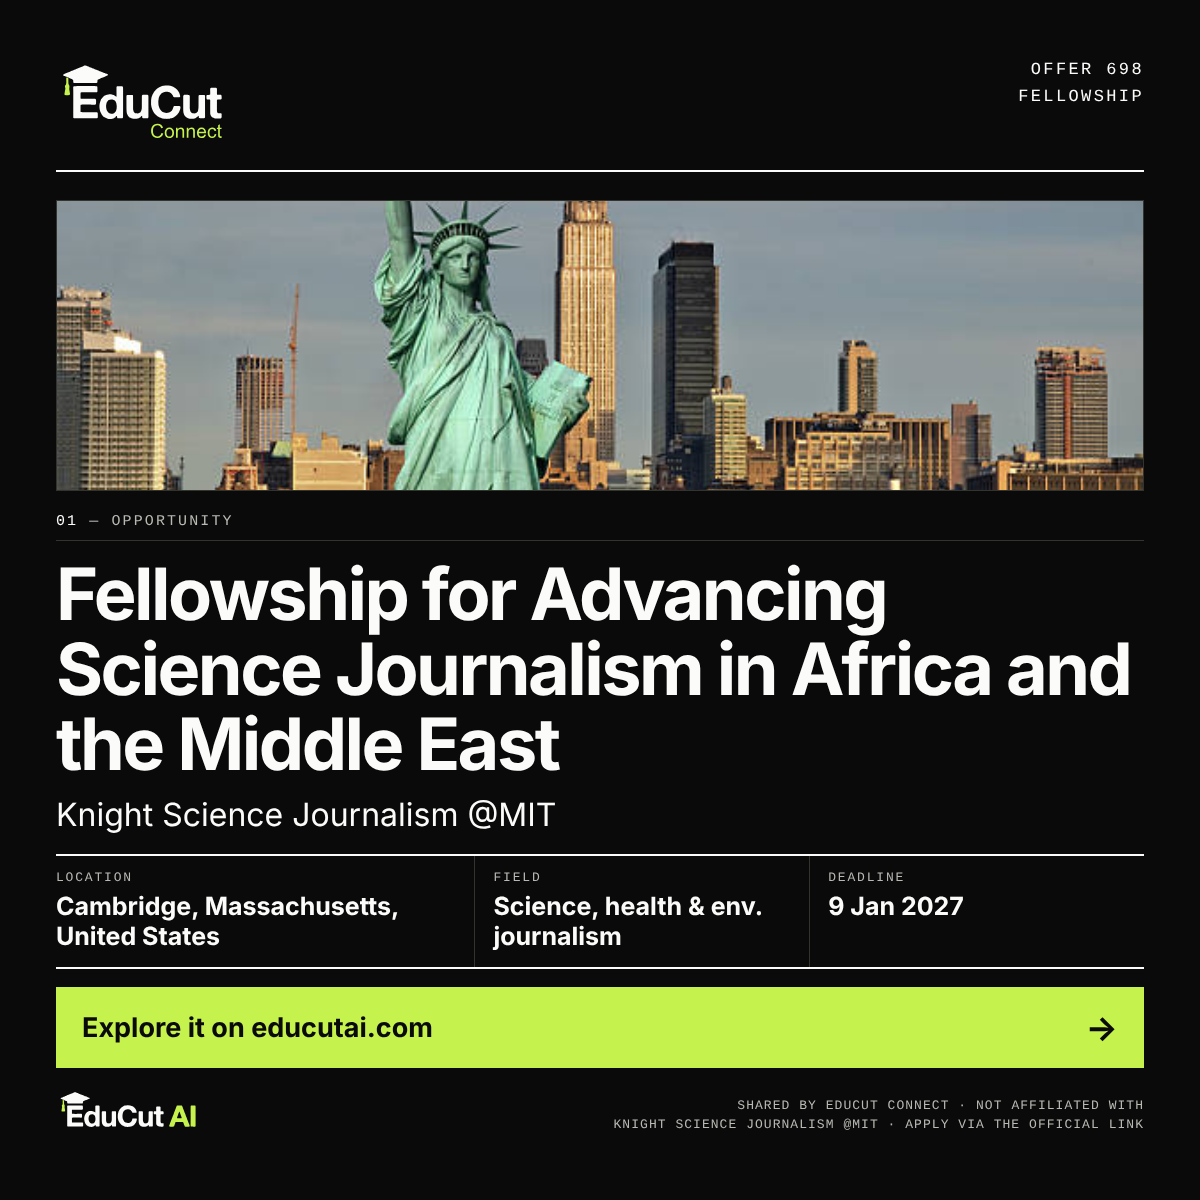 EduCut
Connect
OFFER 698
FELLOWSHIP
01 — OPPORTUNITY
Fellowship for Advancing
Science Journalism in Africa and
the Middle East
Knight Science Journalism @MIT
LOCATION
Cambridge, Massachusetts,
United States
FIELD
Science, health & env.
journalism
DEADLINE
9 Jan 2027
Explore it on educutai.com →
EduCut AI
SHARED BY EDUCUT CONNECT · NOT AFFILIATED WITH
KNIGHT SCIENCE JOURNALISM @MIT · APPLY VIA THE OFFICIAL LINK